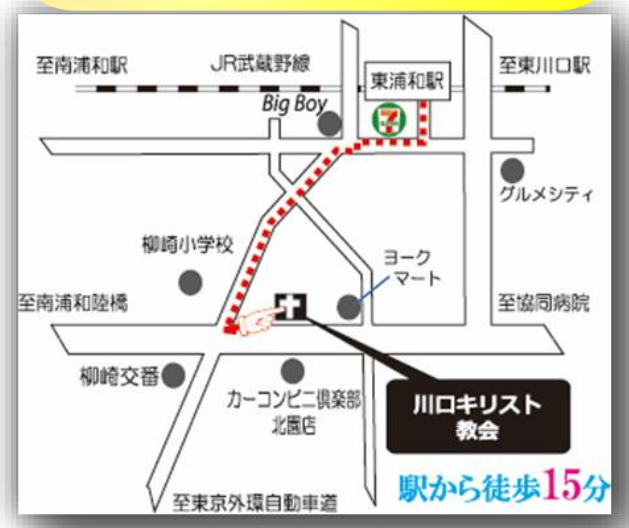 至南浦和駅
JR武蔵野線
東浦和駅
至東川口駅
Big Boy
7
グルメシティ
柳崎小学校
ヨーク
マート
至南浦和陸橋
至協同病院
柳崎交番
カーコンビニ倶楽部
北園店
川口キリスト
教会
駅から徒歩15分
至東京外環自動車道